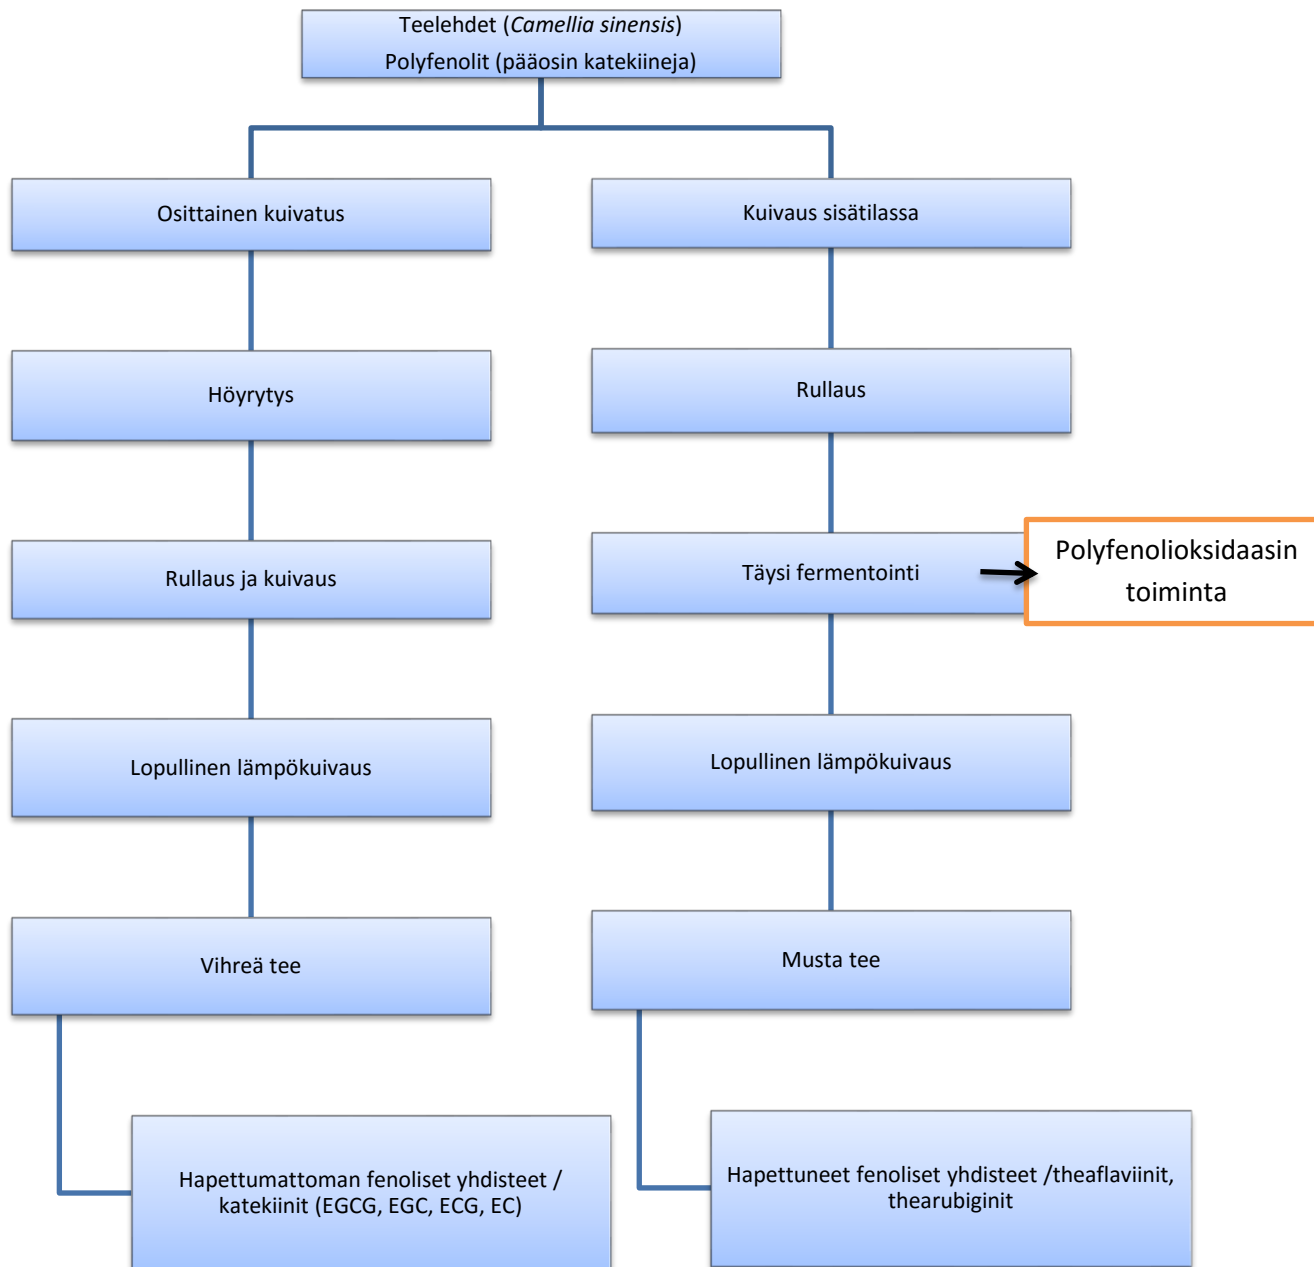 Teelehdet (Camellia sinensis)
Polyfenolit (pääosin katekiineja)
Osittainen kuivatus
Kuivaus sisätilassa
Höyrytys
Rullaus
Rullaus ja kuivaus
Täysi fermentointi
Polyfenolioksidaasin
toiminta
Lopullinen lämpökuivaus
Lopullinen lämpökuivaus
Vihreä tee
Musta tee
Hapettumattoman fenoliset yhdisteet /
katekiinit (EGCG, EGC, ECG, EC)
Hapettuneet fenoliset yhdisteet /theaflaviinit,
thearubiginit